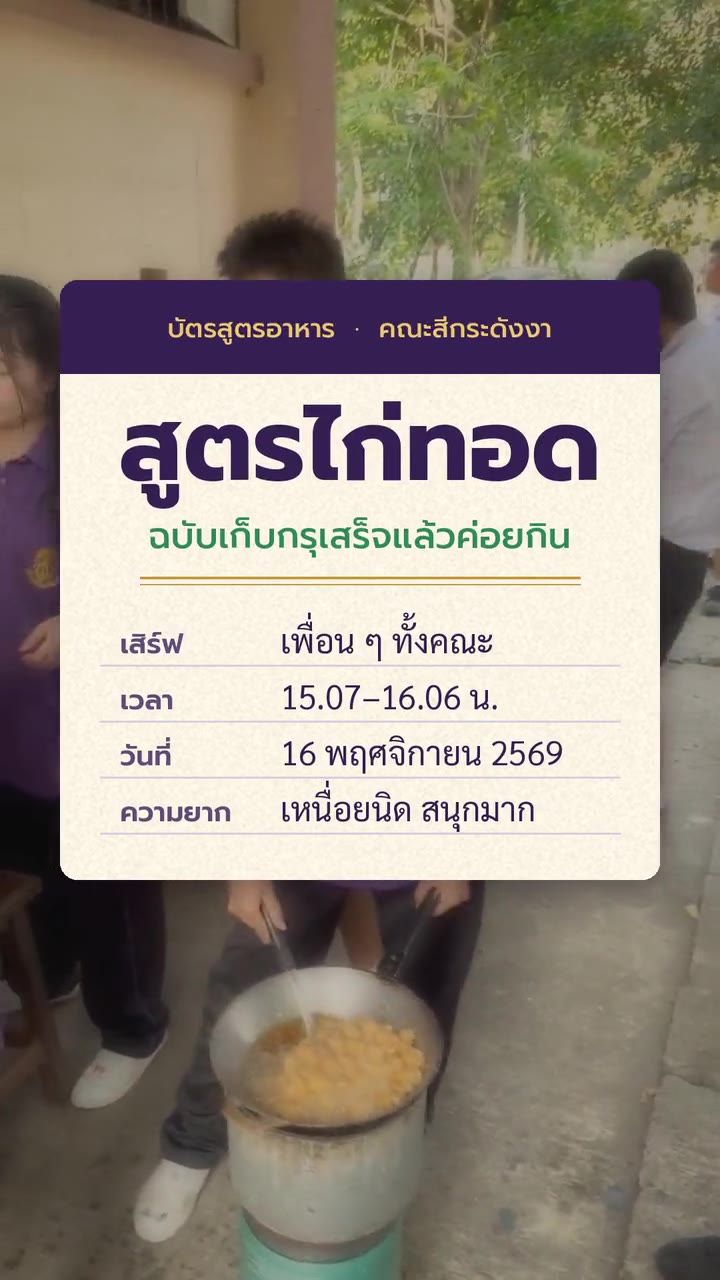 บัตรสูตรอาหาร · คณะสีกระดังงา
สูตรไก่ทอด
ฉบับเก็บกรุเสร็จแล้วค่อยกิน
เสิร์ฟ เพื่อน ๆ ทั้งคณะ
เวลา 15.07–16.06 น.
วันที่ 16 พฤศจิกายน 2569
ความยาก เหนื่อยนิด สนุกมาก